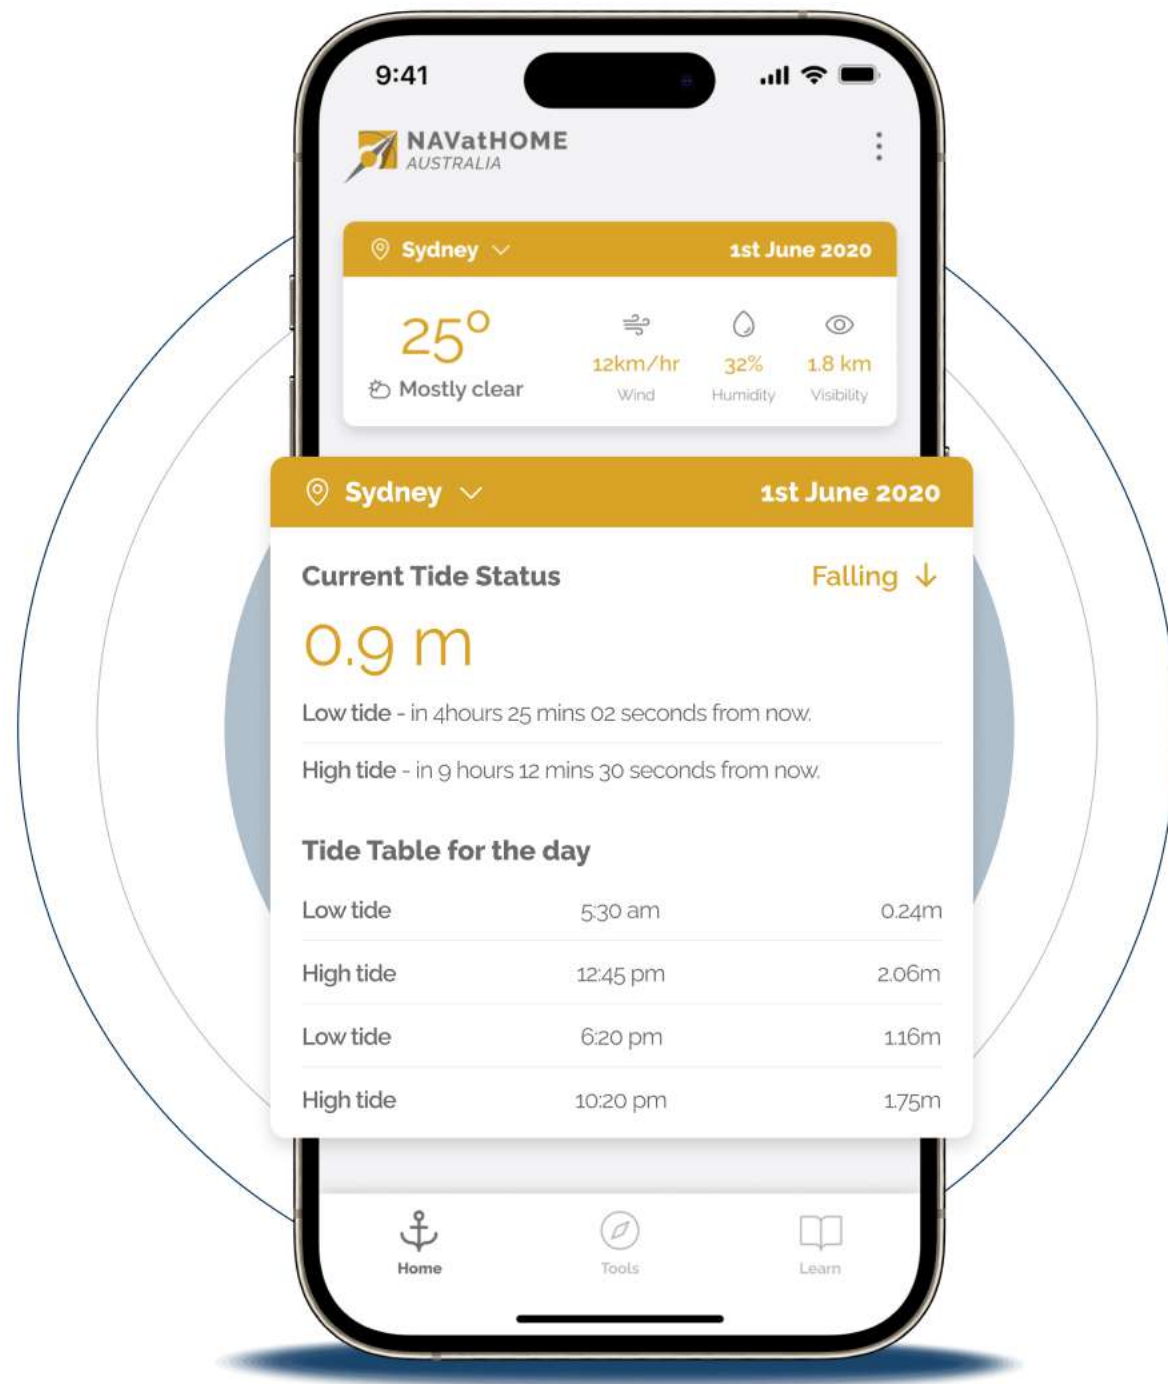 9:41
NAVatHOME
AUSTRALIA
Sydney 1st June 2020
25°
Mostly clear
12km/hr 32% 1.8 km
Wind Humidity Visibility
Sydney 1st June 2020
Current Tide Status Falling ↓
0.9 m
Low tide - in 4hours 25 mins 02 seconds from now.
High tide - in 9 hours 12 mins 30 seconds from now.
Tide Table for the day
Low tide 5:30 am 0.24m
High tide 12:45 pm 2.06m
Low tide 6:20 pm 1.16m
High tide 10:20 pm 1.75m
Home Tools Learn